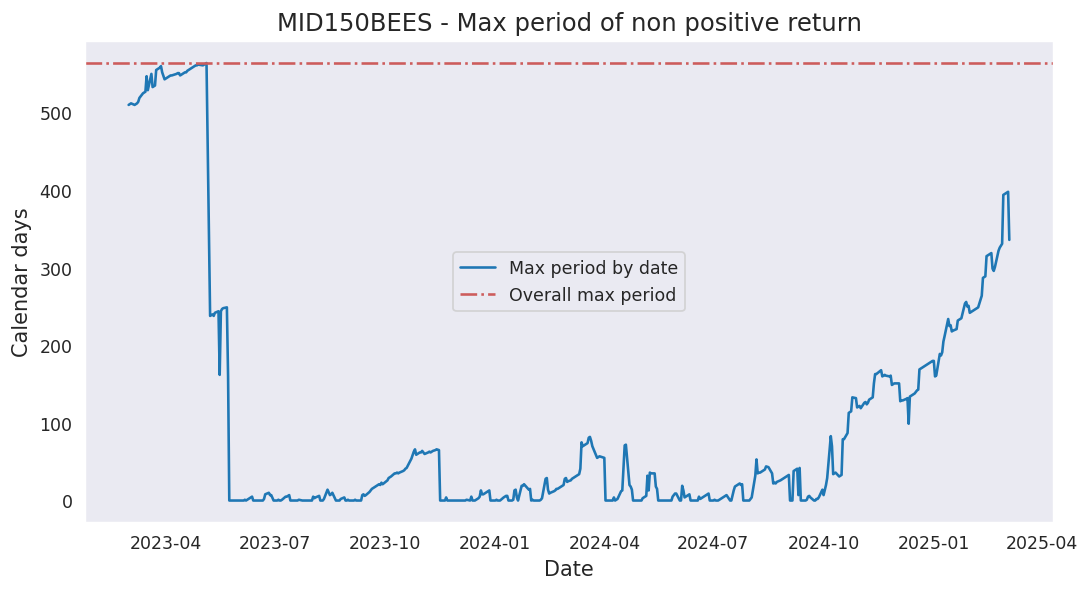 MID150BEES - Max period of non positive return
Calendar days
500
400
300
200
100
0
Max period by date
Overall max period
2023-04 2023-07 2023-10 2024-01 2024-04 2024-07 2024-10 2025-01 2025-04
Date